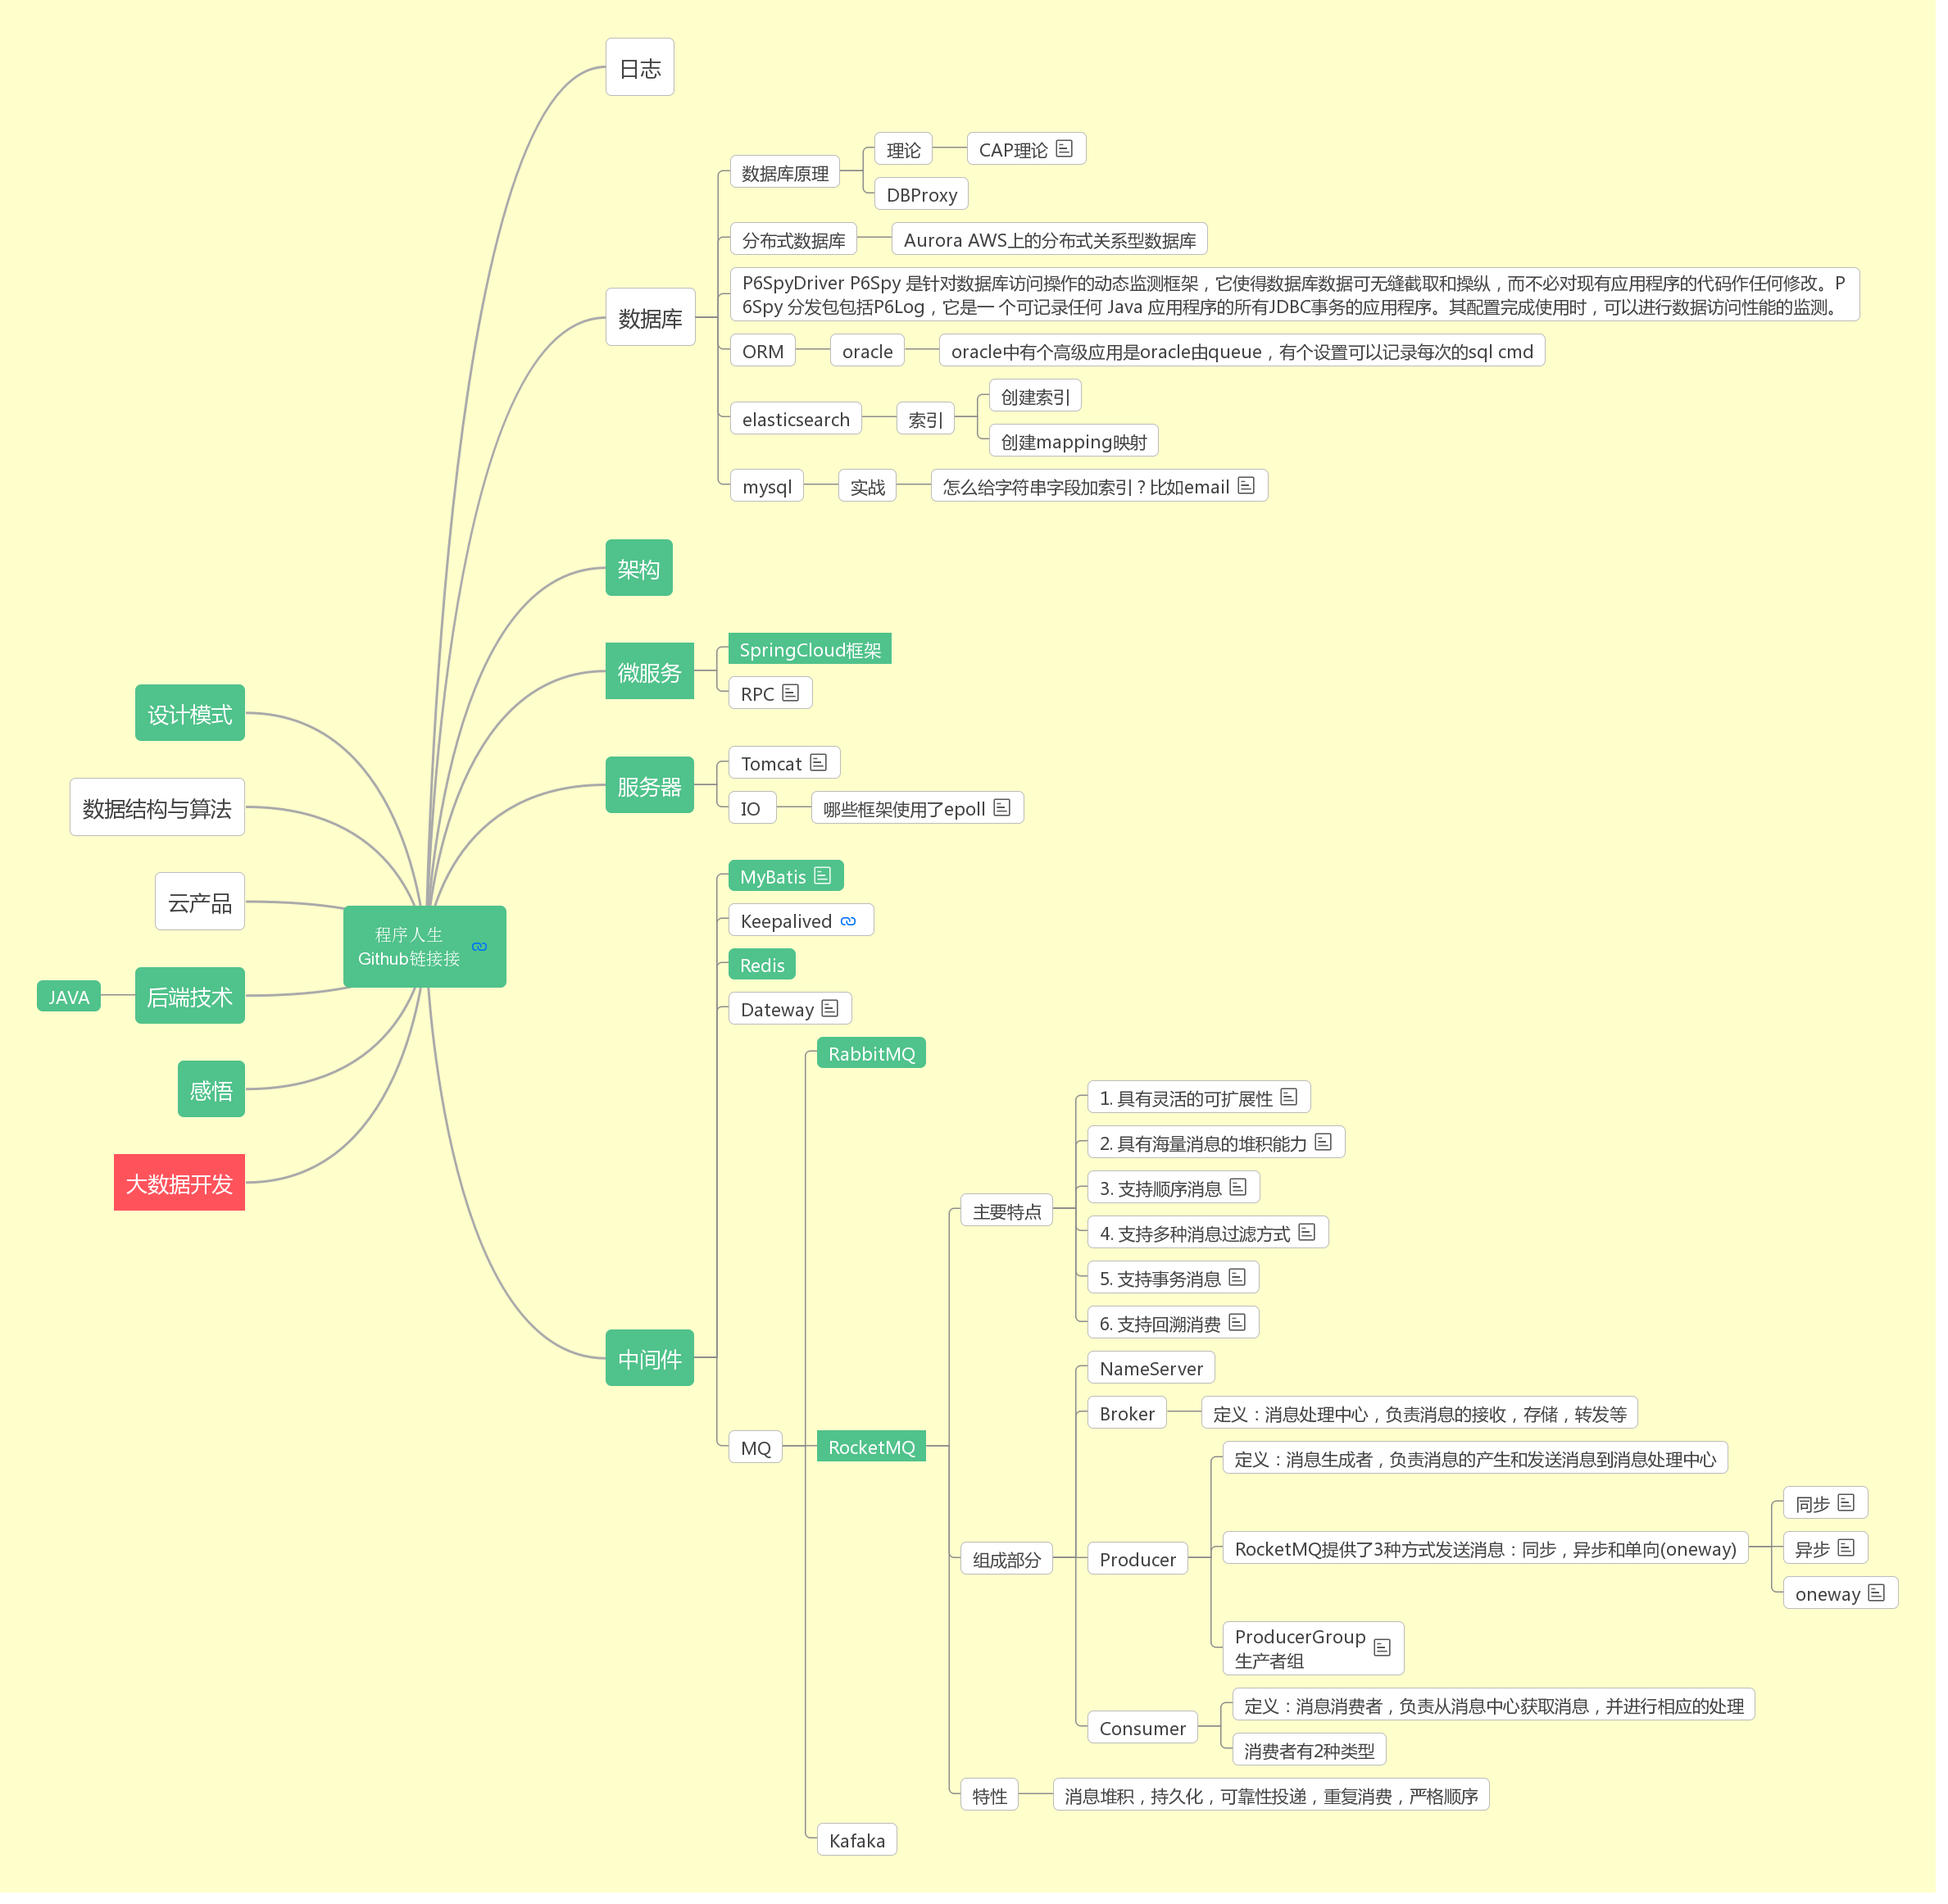 日志
数据库
数据库原理
理论
CAP理论
DBProxy
分布式数据库
Aurora AWS上的分布式关系型数据库
P6SpyDriver P6Spy 是针对数据库访问操作的动态监测框架，它使得数据库数据可无缝截取和操纵，而不必对现有应用程序的代码作任何修改。P
6Spy 分发包包括P6Log，它是一 个可记录任何 Java 应用程序的所有JDBC事务的应用程序。其配置完成使用时，可以进行数据访问性能的监测。
ORM
oracle
oracle中有个高级应用是oracle由queue，有个设置可以记录每次的sql cmd
elasticsearch
索引
创建索引
创建mapping映射
mysql
实战
怎么给字符串字段加索引？比如email
架构
微服务
SpringCloud框架
RPC
服务器
Tomcat
IO
哪些框架使用了epoll
中间件
MyBatis
Keepalived
Redis
Dateway
MQ
RabbitMQ
RocketMQ
主要特点
1. 具有灵活的可扩展性
2. 具有海量消息的堆积能力
3. 支持顺序消息
4. 支持多种消息过滤方式
5. 支持事务消息
6. 支持回溯消费
组成部分
NameServer
Broker
定义：消息处理中心，负责消息的接收，存储，转发等
Producer
定义：消息生成者，负责消息的产生和发送消息到消息处理中心
RocketMQ提供了3种方式发送消息：同步，异步和单向(oneway)
同步
异步
oneway
ProducerGroup
生产者组
Consumer
定义：消息消费者，负责从消息中心获取消息，并进行相应的处理
消费者有2种类型
特性
消息堆积，持久化，可靠性投递，重复消费，严格顺序
Kafaka
程序人生
Github链接接
设计模式
数据结构与算法
云产品
后端技术
JAVA
感悟
大数据开发